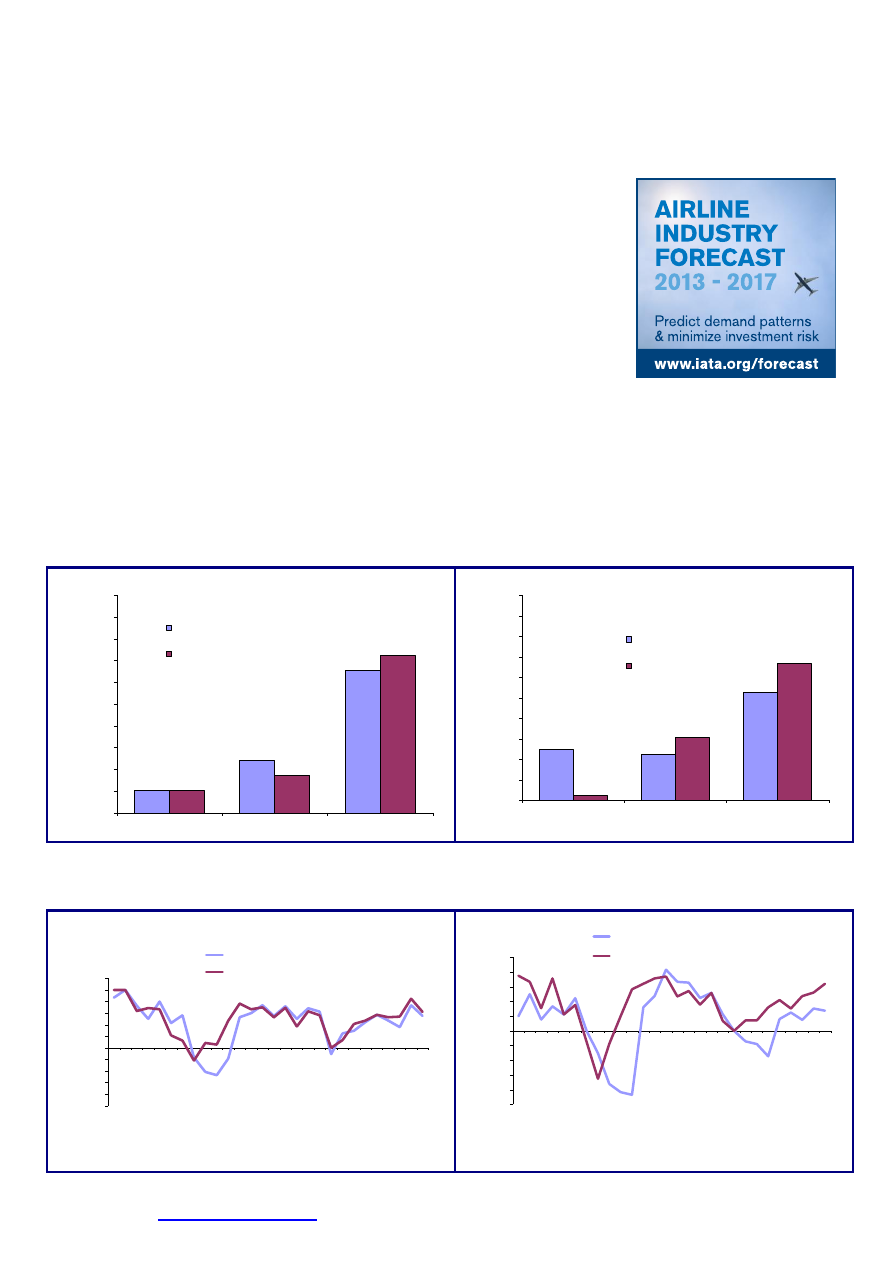 AIRLINE
INDUSTRY
FORECAST
2013 - 2017
Predict demand patterns
& minimize investment risk
www.iata.org/forecast